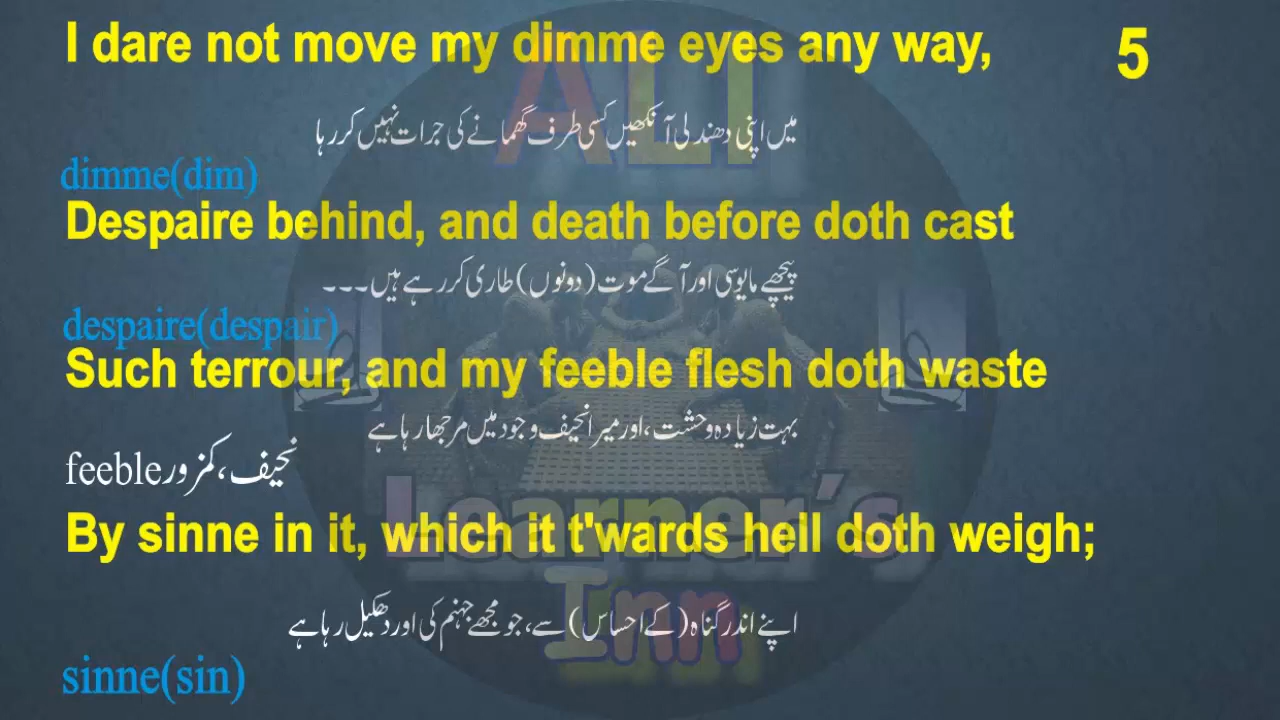 I dare not move my dimme eyes any way, 5
میں اپنی دھندلی آنکھیں کسی طرف گھمانے کی جرات نہیں کر رہا
dimme(dim)
Despaire behind, and death before doth cast
پیچھے مایوسی اور آگے موت (دونوں) طاری کر رہے ہیں۔۔۔
despaire(despair)
Such terrour, and my feeble flesh doth waste
بہت زیادہ وحشت، اور میرا نحیف وجود میں مرجھا رہا ہے
feeble نحیف، کمزور
By sinne in it, which it t'wards hell doth weigh;
اپنے اندر گناہ (کے احساس) سے، جو مجھے جہنم کی اور دھکیل رہا ہے
sinne(sin)
ALI
Learner's
Inn